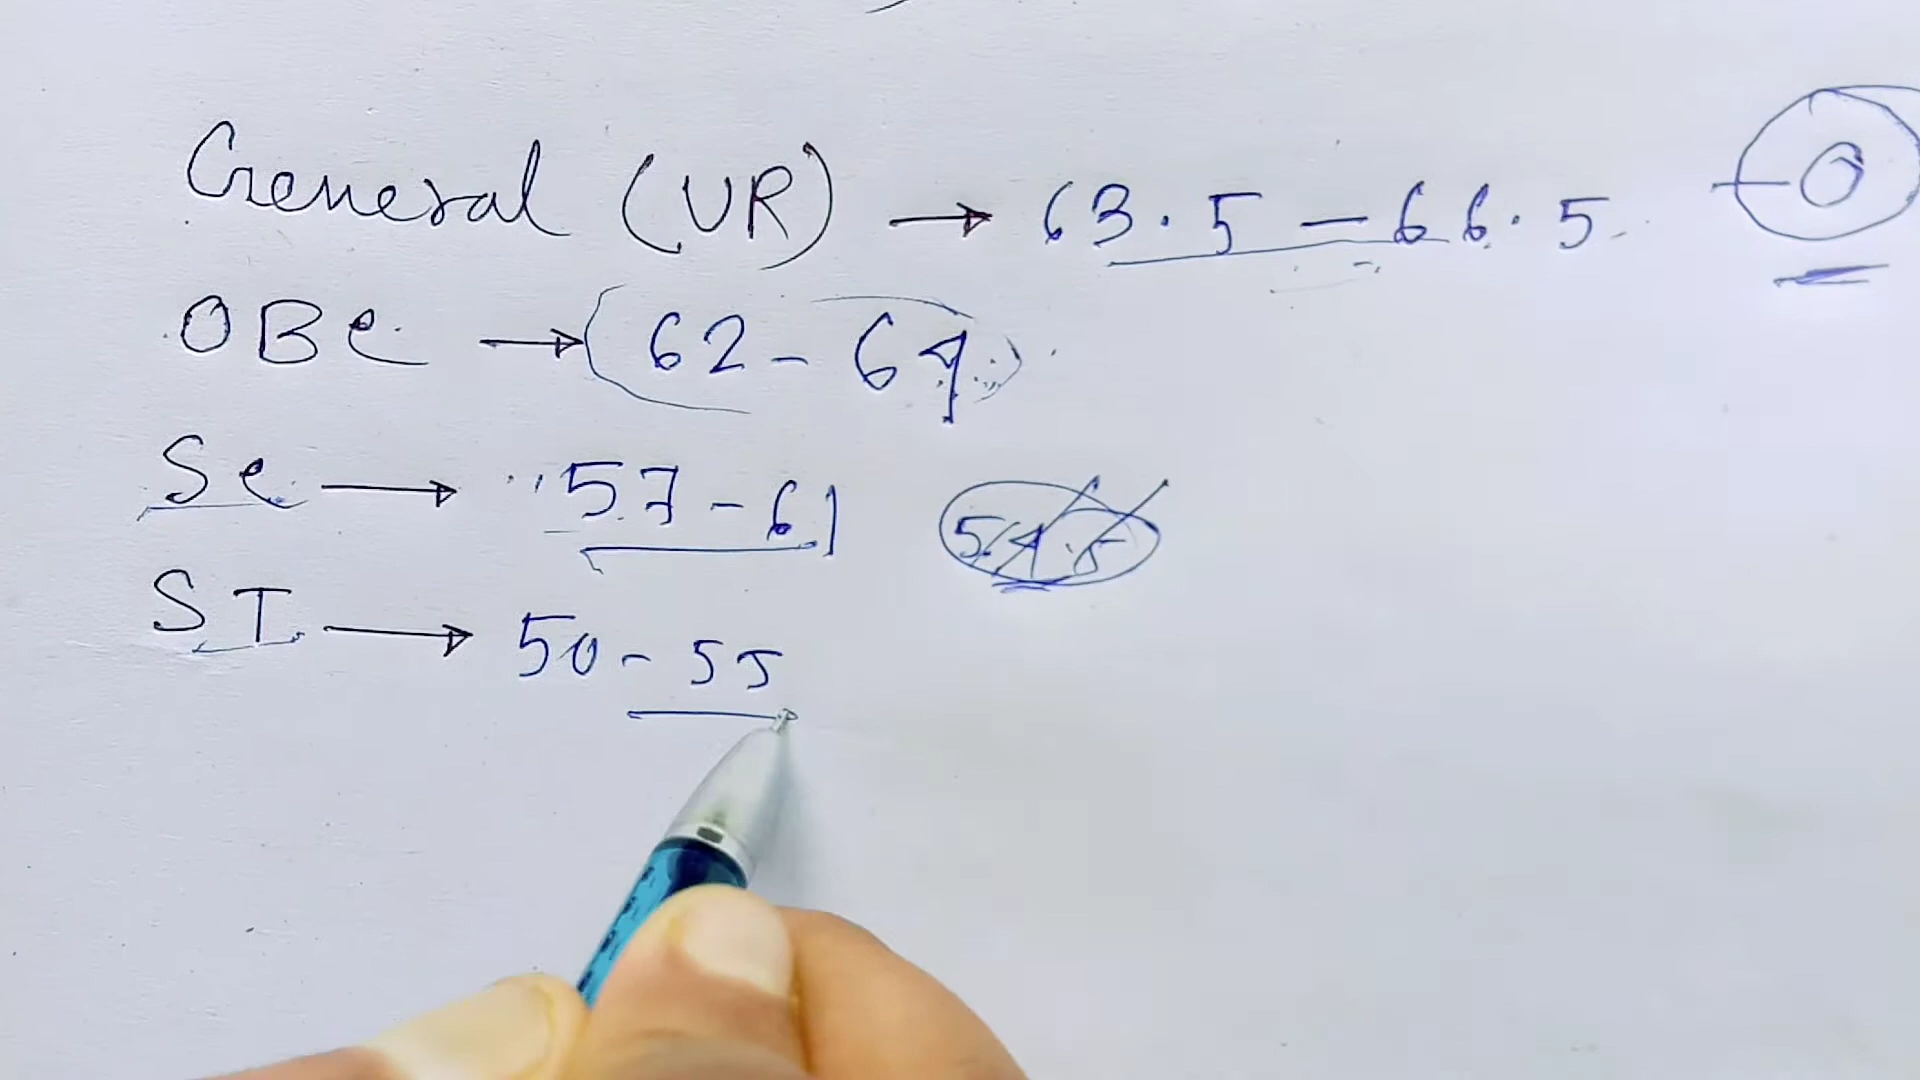 General (UR) → 63.5 – 66.5
OBC → (62 - 64)
SC → 57 - 61
ST → 50 - 55